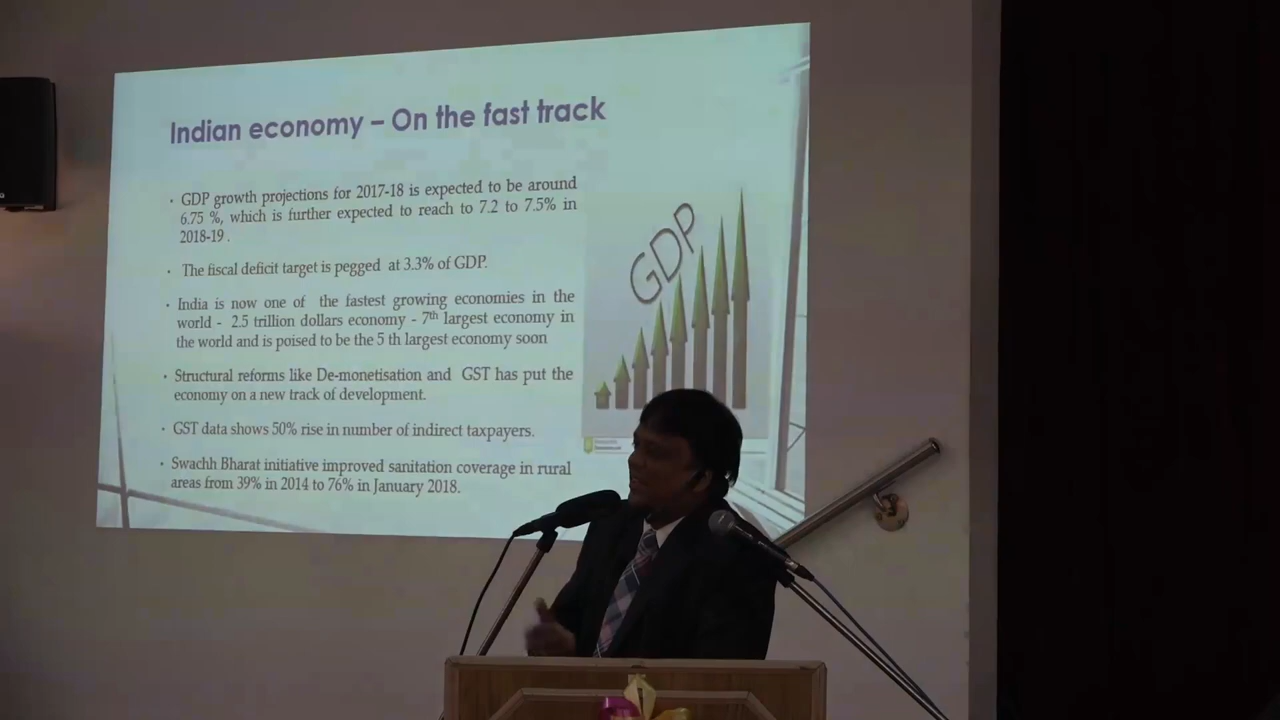 Indian economy – On the fast track
• GDP growth projections for 2017-18 is expected to be around
6.75 %, which is further expected to reach to 7.2 to 7.5% in
2018-19 .
• The fiscal deficit target is pegged at 3.3% of GDP.
• India is now one of the fastest growing economies in the
world - 2.5 trillion dollars economy - 7th largest economy in
the world and is poised to be the 5 th largest economy soon
• Structural reforms like De-monetisation and GST has put the
economy on a new track of development.
• GST data shows 50% rise in number of indirect taxpayers.
• Swachh Bharat initiative improved sanitation coverage in rural
areas from 39% in 2014 to 76% in January 2018.
GDP